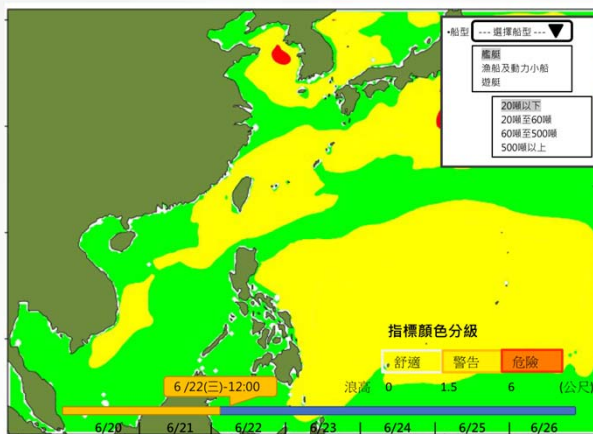 •船型 --- 選擇船型 ---
艦艇
漁船及動力小船
遊艇
20噸以下
20噸至60噸
60噸至500噸
500噸以上
指標顏色分級
舒適 警告 危險
浪高 0 1.5 6 (公尺)
6 /22(三)-12:00
6/20 6/21 6/22 6/23 6/24 6/25 6/26